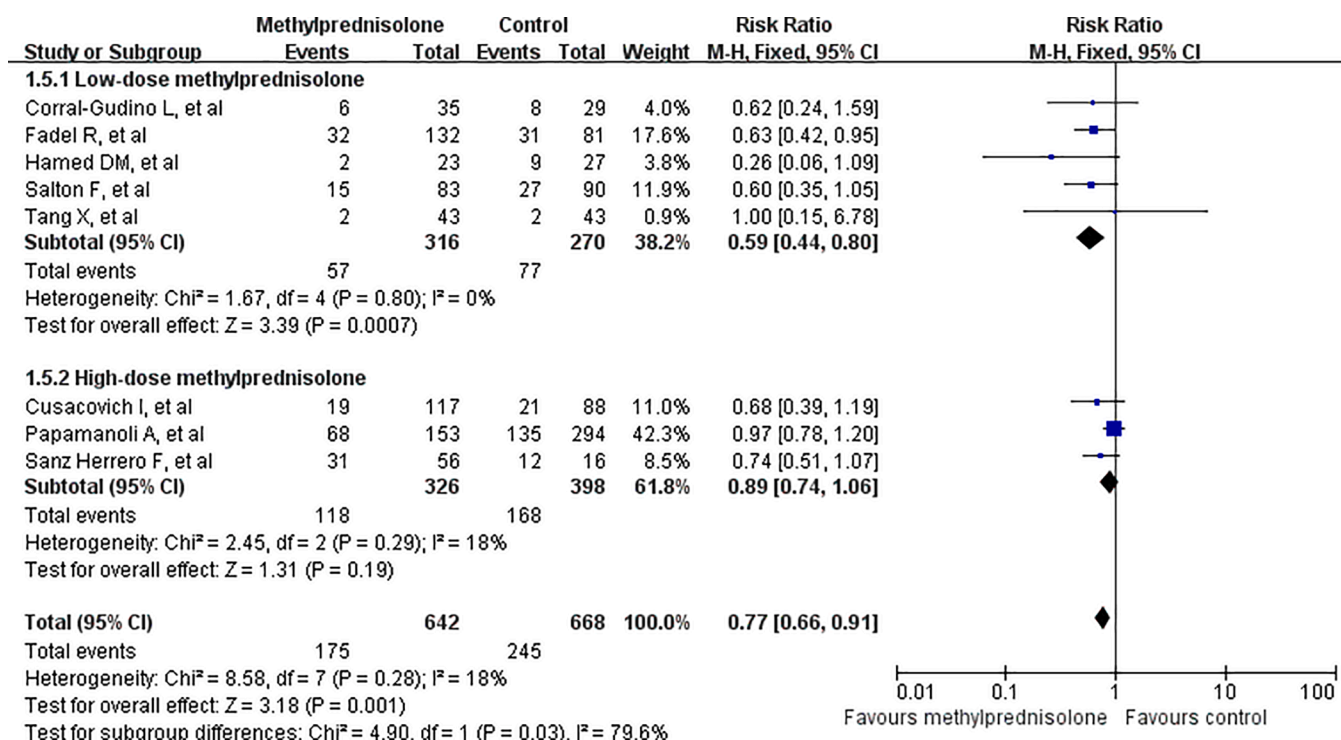 Methylprednisolone Control Risk Ratio Risk Ratio
Study or Subgroup Events Total Events Total Weight M-H, Fixed, 95% CI M-H, Fixed, 95% CI
1.5.1 Low-dose methylprednisolone
Corral-Gudino L, et al 6 35 8 29 4.0% 0.62 [0.24, 1.59]
Fadel R, et al 32 132 31 81 17.6% 0.63 [0.42, 0.95]
Hamed DM, et al 2 23 9 27 3.8% 0.26 [0.06, 1.09]
Salton F, et al 15 83 27 90 11.9% 0.60 [0.35, 1.05]
Tang X, et al 2 43 2 43 0.9% 1.00 [0.15, 6.78]
Subtotal (95% CI) 316 270 38.2% 0.59 [0.44, 0.80]
Total events 57 77
Heterogeneity: Chi² = 1.67, df = 4 (P = 0.80); I² = 0%
Test for overall effect: Z = 3.39 (P = 0.0007)
1.5.2 High-dose methylprednisolone
Cusacovich I, et al 19 117 21 88 11.0% 0.68 [0.39, 1.19]
Papamanoli A, et al 68 153 135 294 42.3% 0.97 [0.78, 1.20]
Sanz Herrero F, et al 31 56 12 16 8.5% 0.74 [0.51, 1.07]
Subtotal (95% CI) 326 398 61.8% 0.89 [0.74, 1.06]
Total events 118 168
Heterogeneity: Chi² = 2.45, df = 2 (P = 0.29); I² = 18%
Test for overall effect: Z = 1.31 (P = 0.19)
Total (95% CI) 642 668 100.0% 0.77 [0.66, 0.91]
Total events 175 245
Heterogeneity: Chi² = 8.58, df = 7 (P = 0.28); I² = 18%
Test for overall effect: Z = 3.18 (P = 0.001)
Test for subgroup differences: Chi² = 4.90, df = 1 (P = 0.03), I² = 79.6%
0.01 0.1 1 10 100
Favours methylprednisolone Favours control